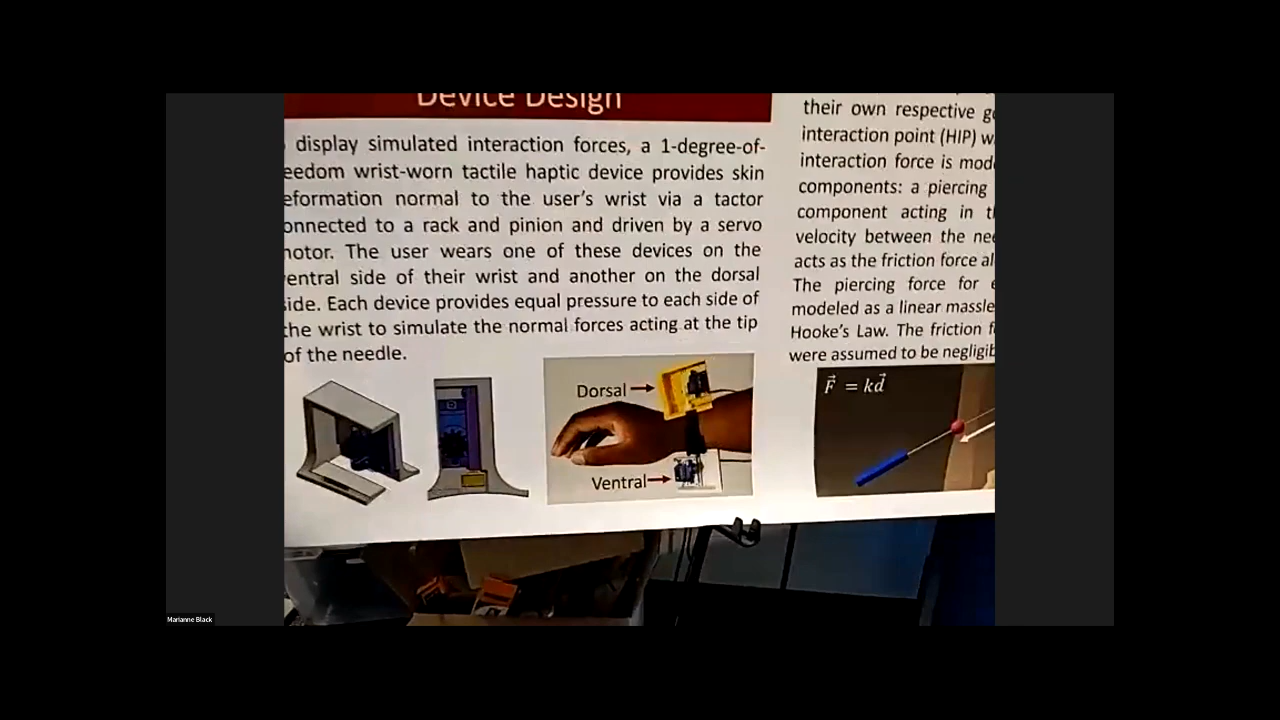 Device Design
display simulated interaction forces, a 1-degree-of-
eedom wrist-worn tactile haptic device provides skin
eformation normal to the user's wrist via a tactor
onnected to a rack and pinion and driven by a servo
notor. The user wears one of these devices on the
ventral side of their wrist and another on the dorsal
side. Each device provides equal pressure to each side of
the wrist to simulate the normal forces acting at the tip
of the needle.
Dorsal
Ventral
their own respective g
interaction point (HIP) w
interaction force is mod
components: a piercing
component acting in t
velocity between the nee
acts as the friction force al
The piercing force for e
modeled as a linear massle
Hooke's Law. The friction f
were assumed to be negligib
F⃗ = kd⃗
Marianne Black